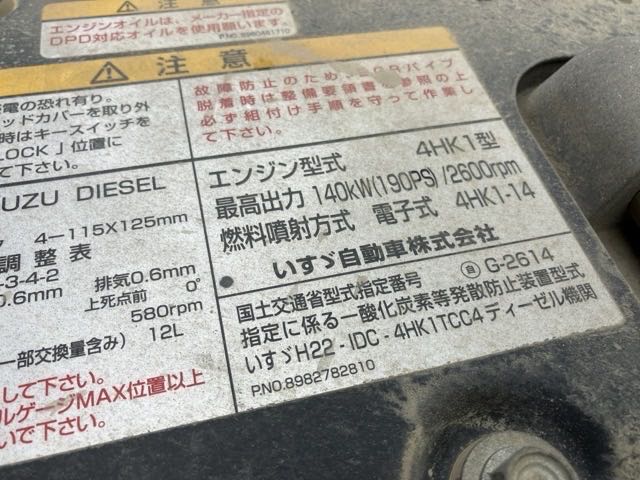 エンジンオイルは、メーカー指定の
DPD対応オイルを使用願います。
P.NO.8980481710
注 意
電の恐れ有り。
ッドカバーを取り外
時はキースイッチを
LOCK」位置に
て下さい。
故障防止のため、EGRパイプ
脱着時は整備要領書を参照の上
必ず組付け手順を守って作業し
て下さい。
UZU DIESEL
4-115X125mm
調整表
-3-4-2
0.6mm 排気0.6mm
上死点前 0°
580rpm
一部交換量含み) 12L
して下さい。
ルゲージMAX位置以上
いで下さい。
エンジン型式 4HK1型
最高出力 140kW(190PS)/2600rpm
燃料噴射方式 電子式 4HK1-14
いすゞ自動車株式会社
国土交通省型式指定番号 自 G-2614
指定に係る一酸化炭素等発散防止装置型式
いすゞH22-IDC-4HK1TCC4ディーゼル機関
P.NO.8982782810